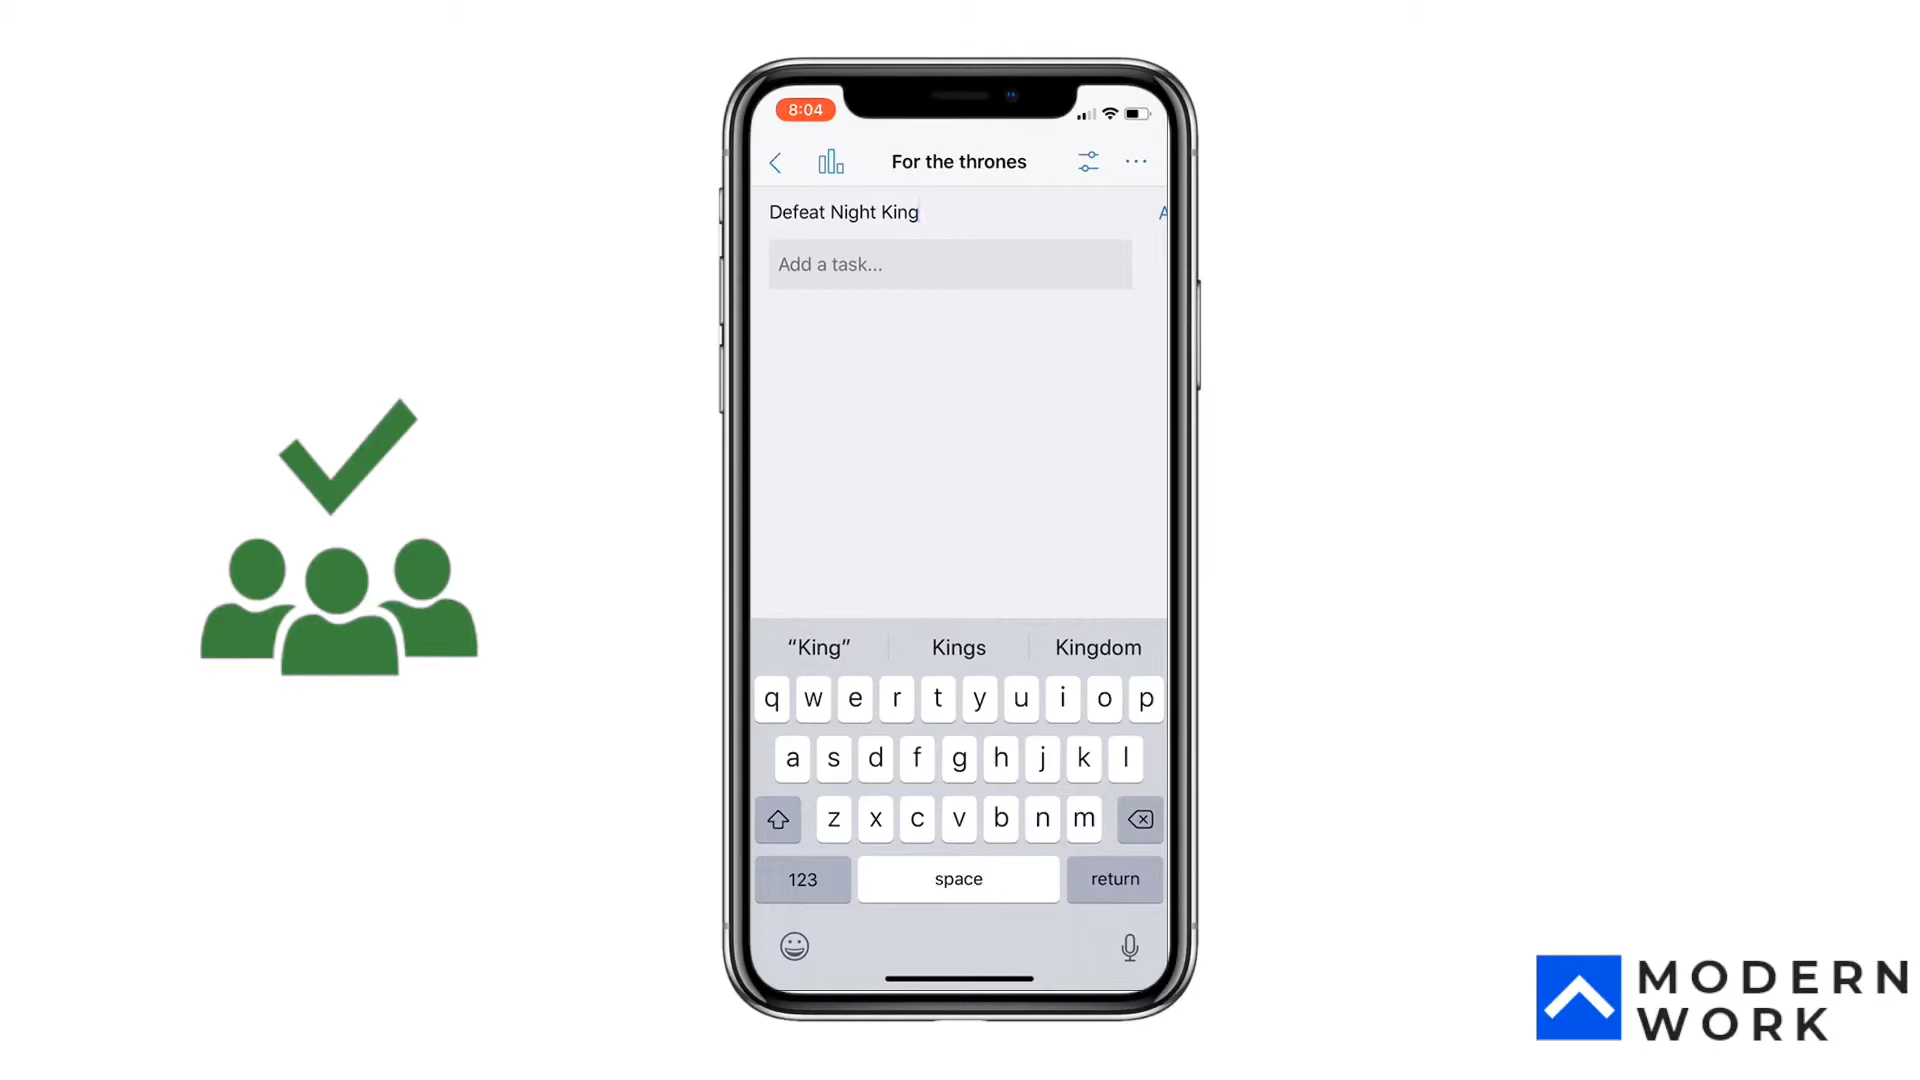 8:04
For the thrones
Defeat Night King
A
Add a task...
“King” Kings Kingdom
q w e r t y u i o p
a s d f g h j k l
z x c v b n m
123 space return
MODERN
WORK